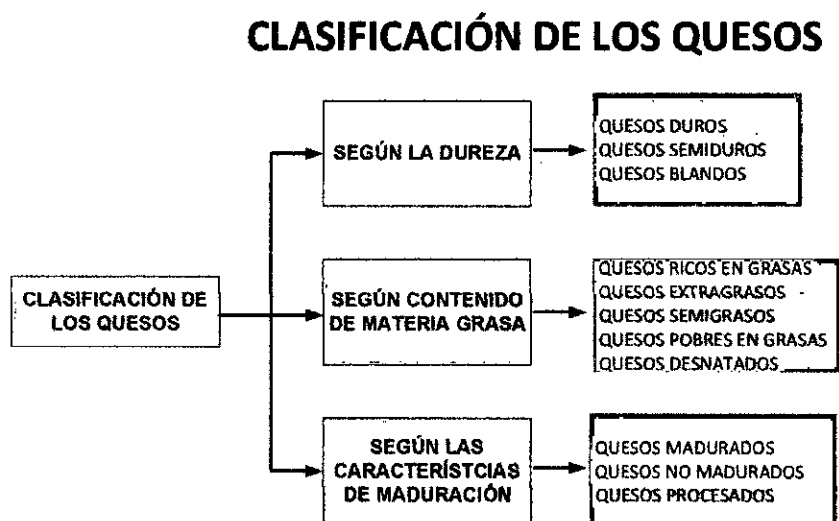 CLASIFICACIÓN DE LOS QUESOS
CLASIFICACIÓN DE
LOS QUESOS
SEGÚN LA DUREZA
QUESOS DUROS
QUESOS SEMIDUROS
QUESOS BLANDOS
SEGÚN CONTENIDO
DE MATERIA GRASA
QUESOS RICOS EN GRASAS
QUESOS EXTRAGRASOS
QUESOS SEMIGRASOS
QUESOS POBRES EN GRASAS
QUESOS DESNATADOS
SEGÚN LAS
CARACTERÍSTCIAS
DE MADURACIÓN
QUESOS MADURADOS
QUESOS NO MADURADOS
QUESOS PROCESADOS